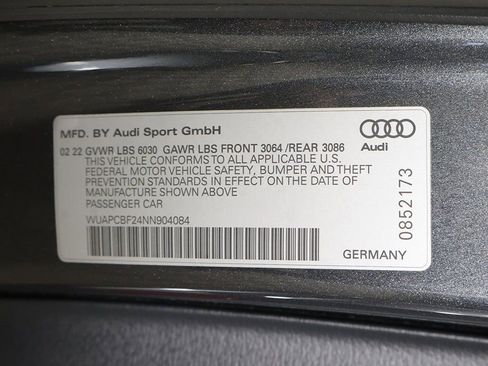 MFD. BY Audi Sport GmbH
02 22 GVWR LBS 6030 GAWR LBS FRONT 3064 /REAR 3086
THIS VEHICLE CONFORMS TO ALL APPLICABLE U.S.
FEDERAL MOTOR VEHICLE SAFETY, BUMPER AND THEFT
PREVENTION STANDARDS IN EFFECT ON THE DATE OF
MANUFACTURE SHOWN ABOVE
PASSENGER CAR
WUAPCBF24NN904084
Audi
0852173
GERMANY